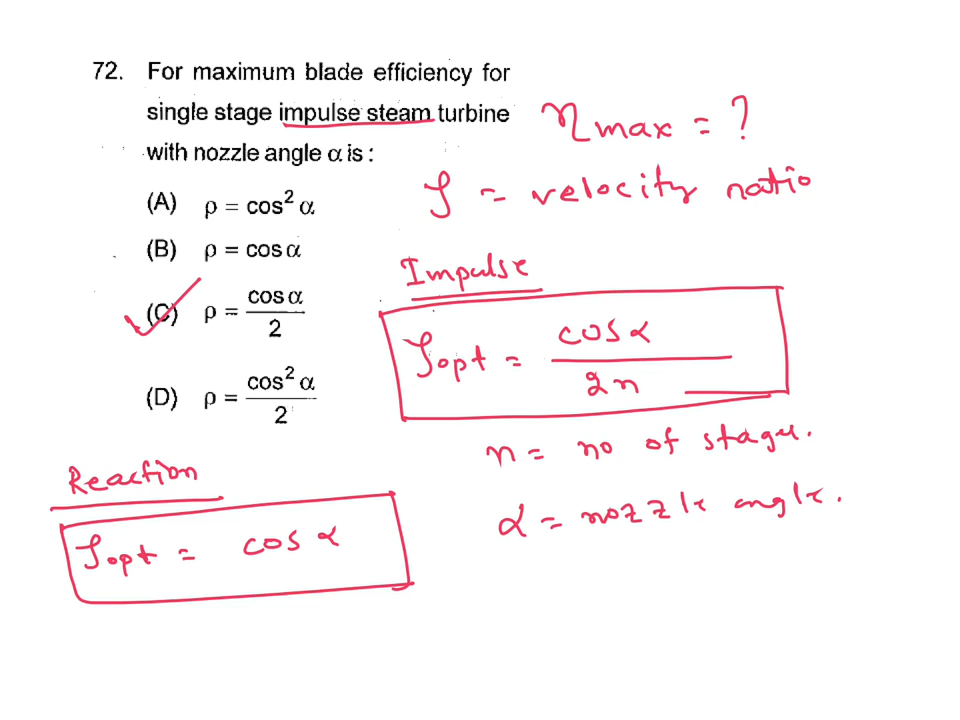 72. For maximum blade efficiency for
single stage impulse steam turbine
with nozzle angle α is :
(A) ρ = cos² α
(B) ρ = cos α
(C) ρ = cos α / 2
(D) ρ = cos² α / 2
η max = ?
ρ = velocity ratio
Impulse
ρopt = cos α / 2n
n = no of stage.
α = nozzle angle.
Reaction
ρopt = cos α